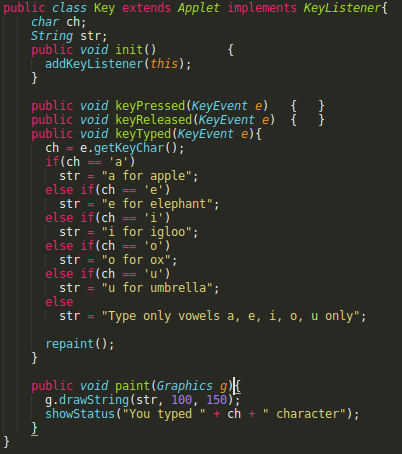 public class Key extends Applet implements KeyListener{
char ch;
String str;
public void init() {
addKeyListener(this);
}
public void keyPressed(KeyEvent e) { }
public void keyReleased(KeyEvent e) { }
public void keyTyped(KeyEvent e){
ch = e.getKeyChar();
if(ch == 'a')
str = "a for apple";
else if(ch == 'e')
str = "e for elephant";
else if(ch == 'i')
str = "i for igloo";
else if(ch == 'o')
str = "o for ox";
else if(ch == 'u')
str = "u for umbrella";
else
str = "Type only vowels a, e, i, o, u only";
repaint();
}
public void paint(Graphics g){
g.drawString(str, 100, 150);
showStatus("You typed " + ch + " character");
}
}